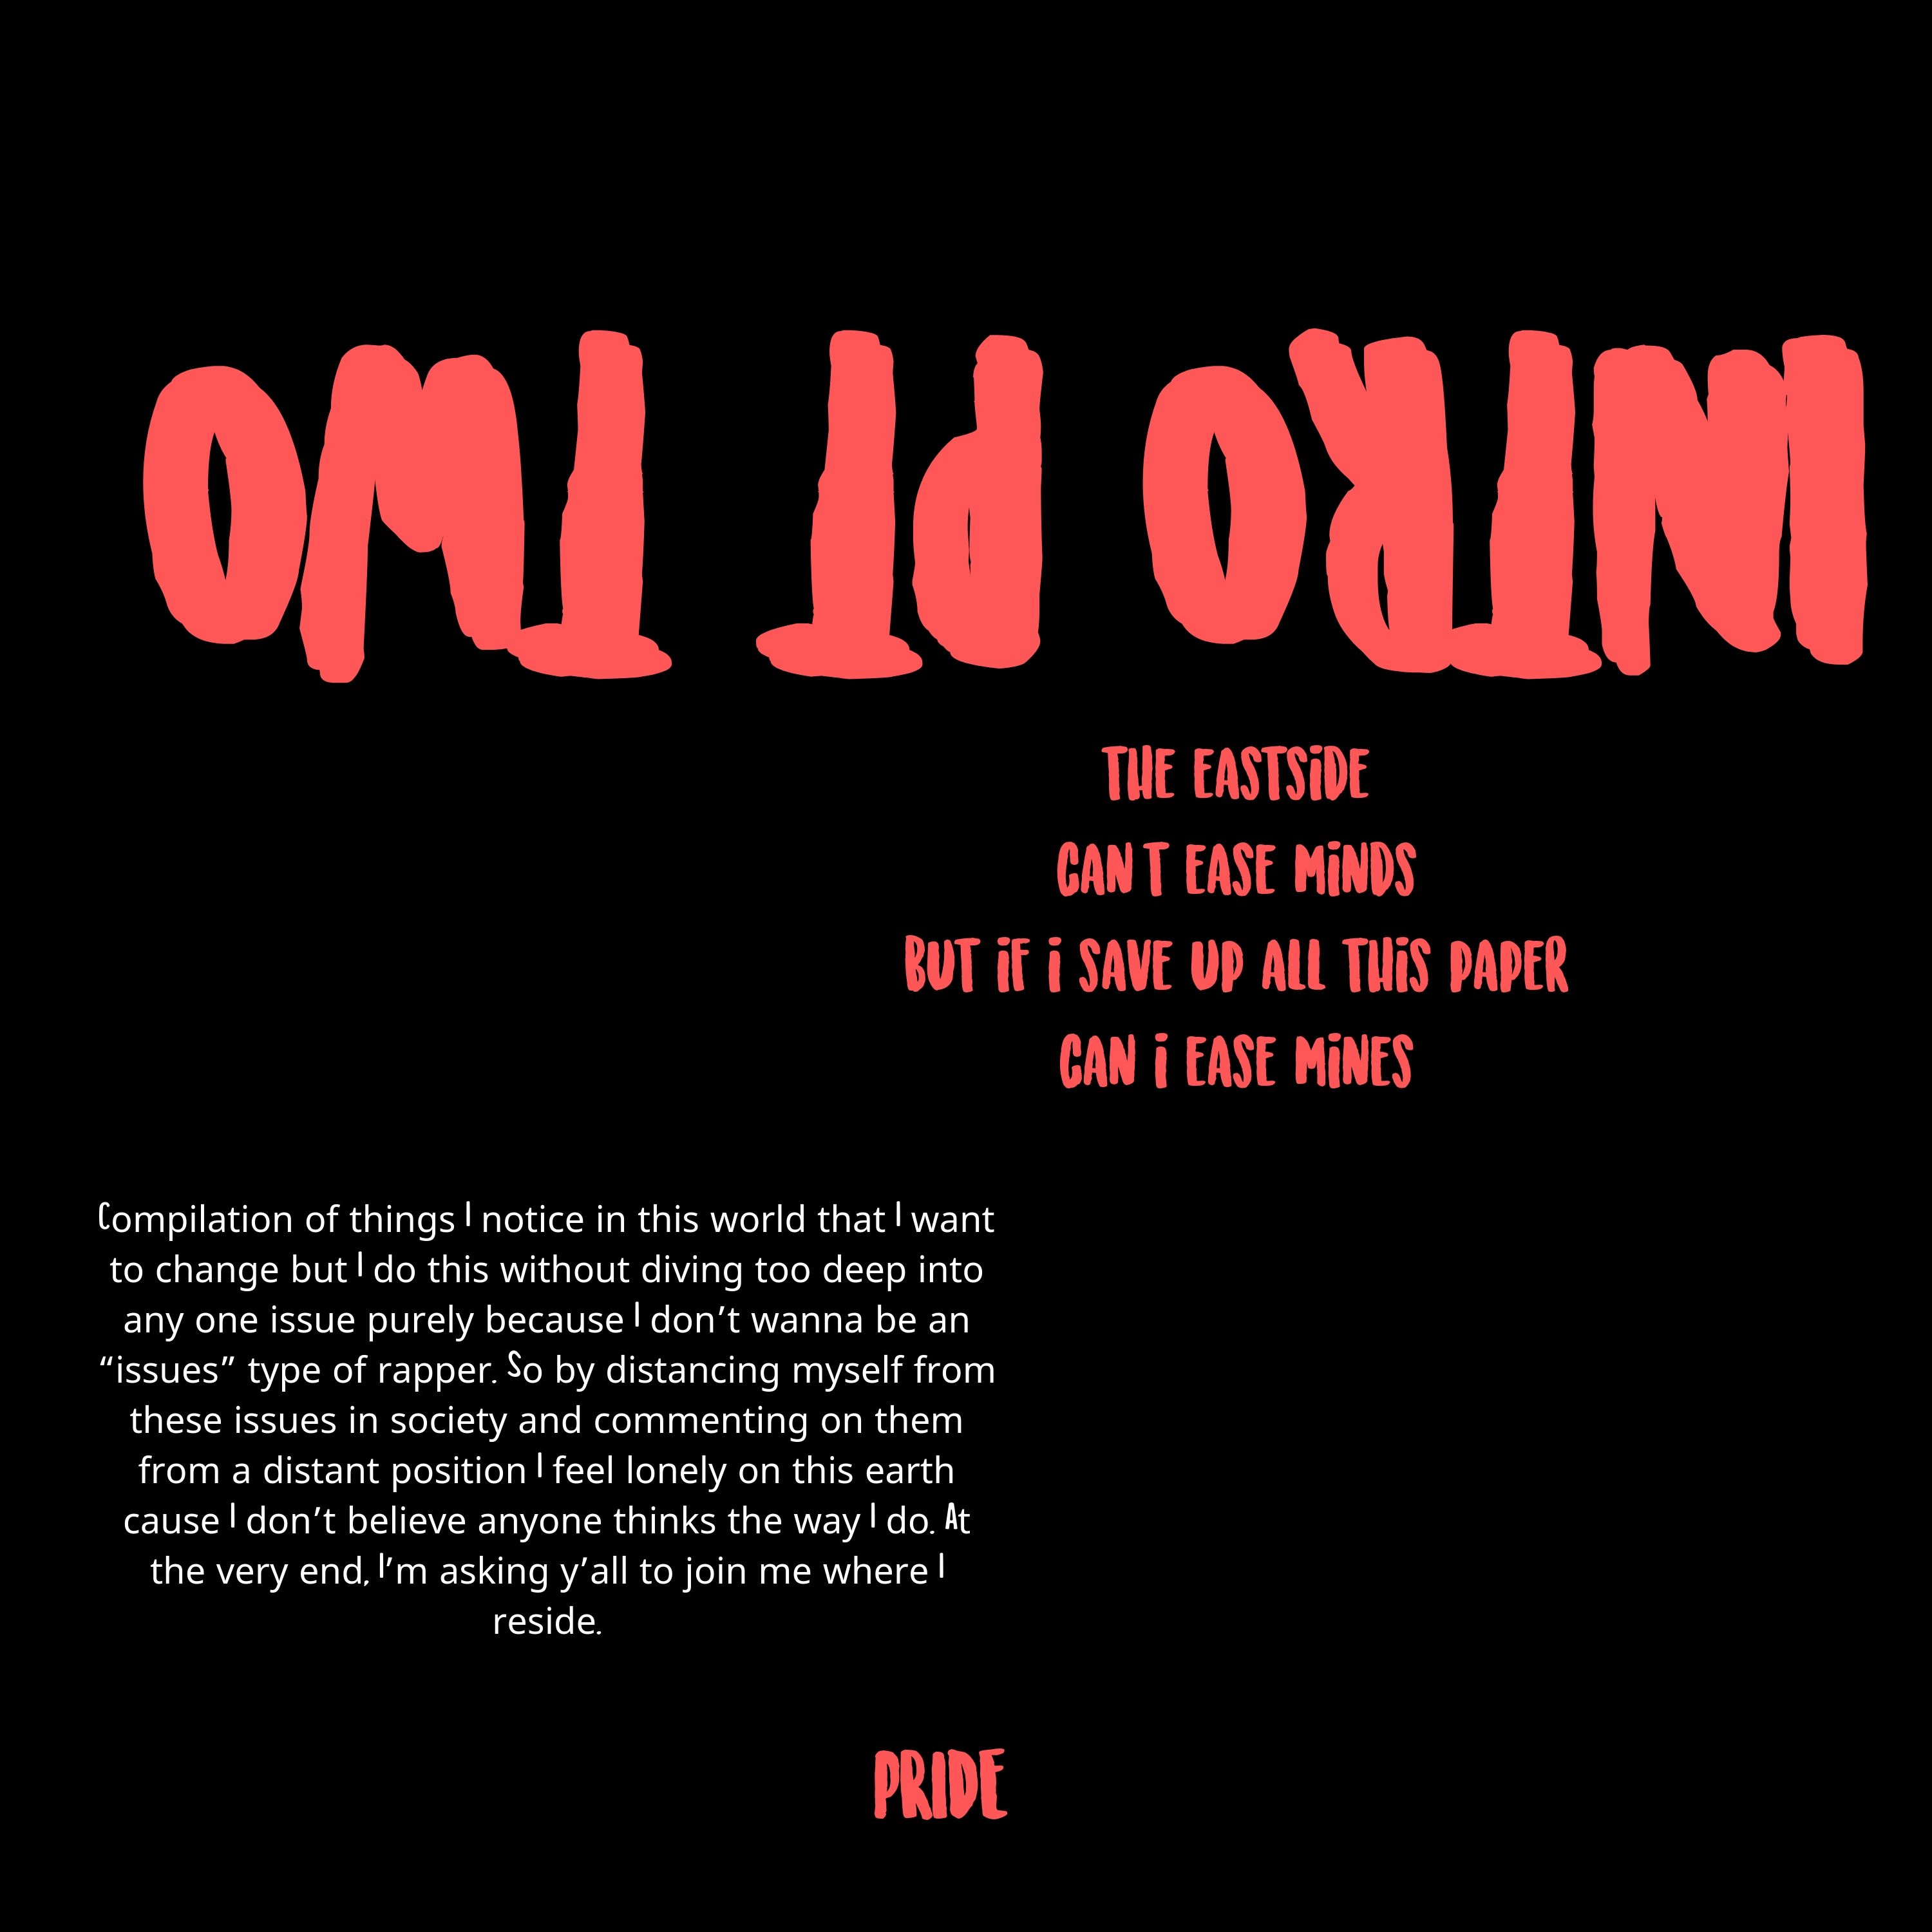 INTRO PT TWO
THE EASTSiDE
CAN T EASE MiNDS
BUT iF i SAVE UP ALL THiS PAPER
CAN i EASE MiNES
Compilation of things I notice in this world that I want
to change but I do this without diving too deep into
any one issue purely because I don’t wanna be an
“issues” type of rapper. So by distancing myself from
these issues in society and commenting on them
from a distant position I feel lonely on this earth
cause I don’t believe anyone thinks the way I do. At
the very end, I’m asking y’all to join me where I
reside.
PRIDE